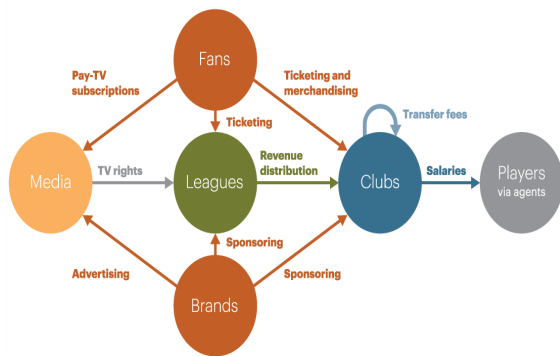 Fans
Pay-TV
subscriptions
Ticketing and
merchandising
Transfer fees
Ticketing
Media
TV rights
Leagues
Revenue
distribution
Clubs
Salaries
Players
via agents
Sponsoring
Advertising
Sponsoring
Brands